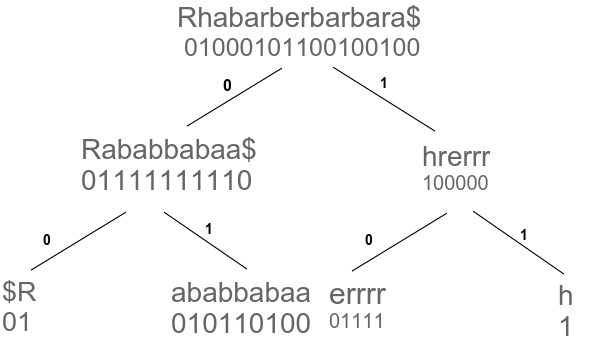 Rhabarberbarbara$
01000101100100100
0
1
Rababbabaa$
01111111110
hrerrr
100000
0
1
0
1
$R
01
ababbabaa
010110100
errrr
01111
h
1